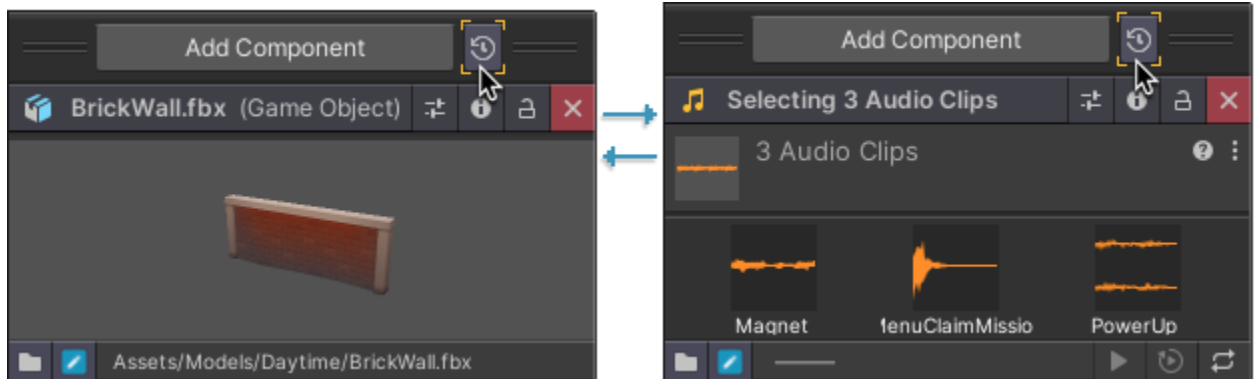 Add Component
BrickWall.fbx (Game Object)
Assets/Models/Daytime/BrickWall.fbx
Add Component
Selecting 3 Audio Clips
3 Audio Clips
Magnet
lenuClaimMissio
PowerUp